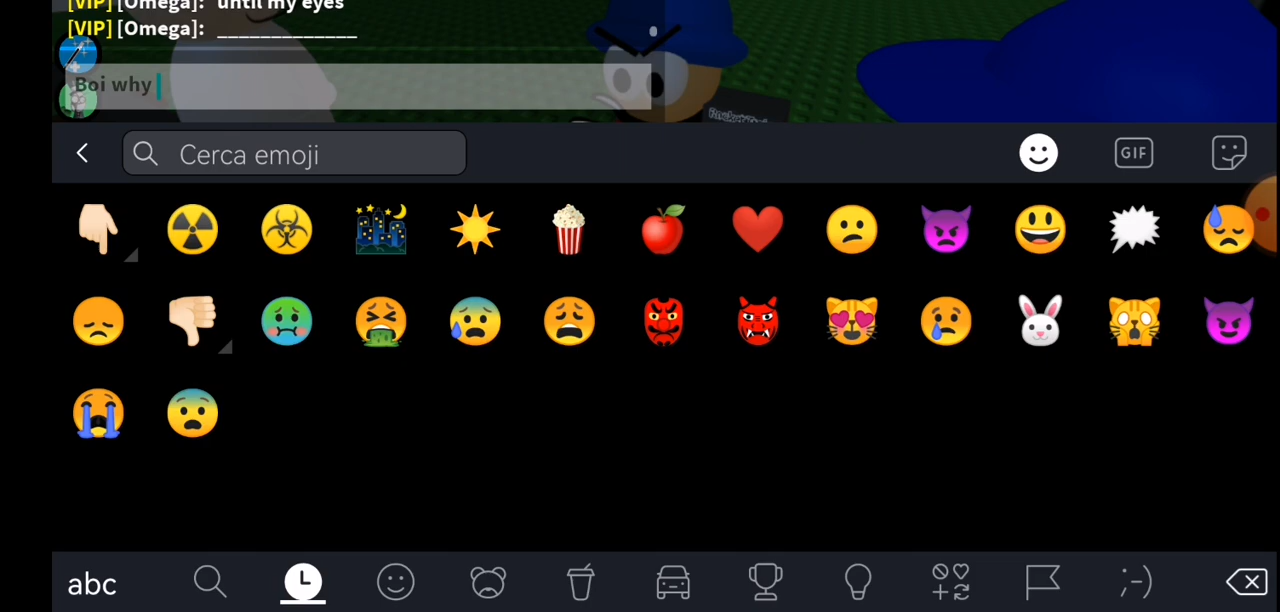 [VIP] [Omega]: until my eyes
[VIP] [Omega]: _____________
Boi why
Cerca emoji
GIF
abc
;-)